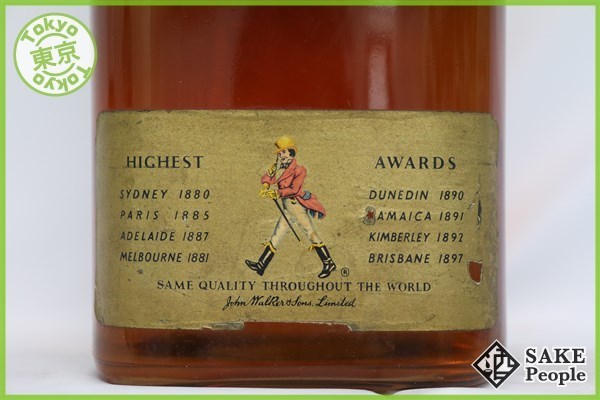 Tokyo
東京
Tokyo
HIGHEST
AWARDS
SYDNEY 1880
PARIS 1885
ADELAIDE 1887
MELBOURNE 1881
DUNEDIN 1890
JAMAICA 1891
KIMBERLEY 1892
BRISBANE 1897
®
SAME QUALITY THROUGHOUT THE WORLD
John Walker & Sons, Limited
SAKE
People